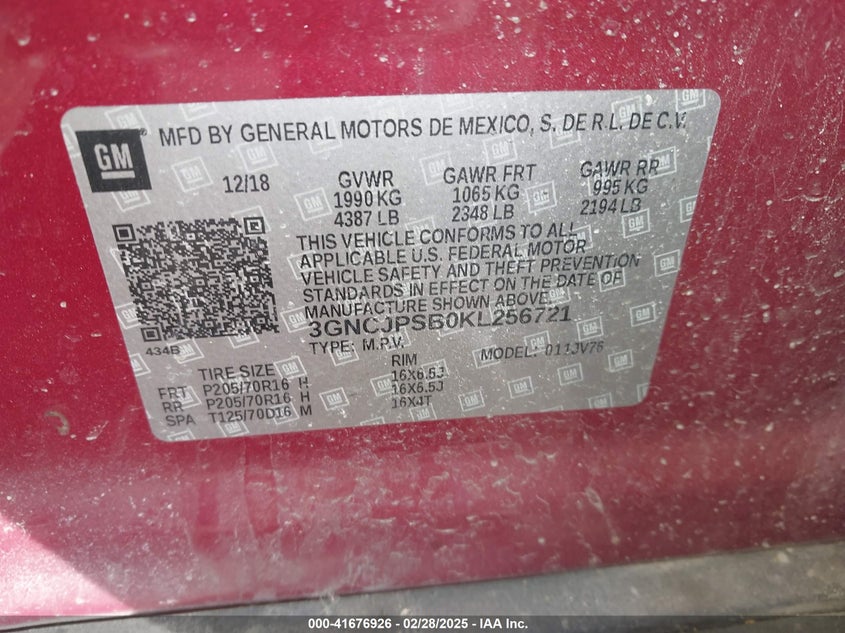 GM
MFD BY GENERAL MOTORS DE MEXICO, S. DE R.L. DE C.V.
12/18 GVWR GAWR FRT GAWR RR
1990 KG 1065 KG 995 KG
4387 LB 2348 LB 2194 LB
THIS VEHICLE CONFORMS TO ALL
APPLICABLE U.S. FEDERAL MOTOR
VEHICLE SAFETY AND THEFT PREVENTION
STANDARDS IN EFFECT ON THE DATE OF
MANUFACTURE SHOWN ABOVE.
3GNCJPSB0KL256721
434B
TYPE: M.P.V. MODEL: 011JV76
TIRE SIZE RIM
FRT P205/70R16 H 16X6.5J
RR P205/70R16 H 16X6.5J
SPA T125/70D16 M 16X4T
000-41676926 / 02/28/2025 - IAA Inc.